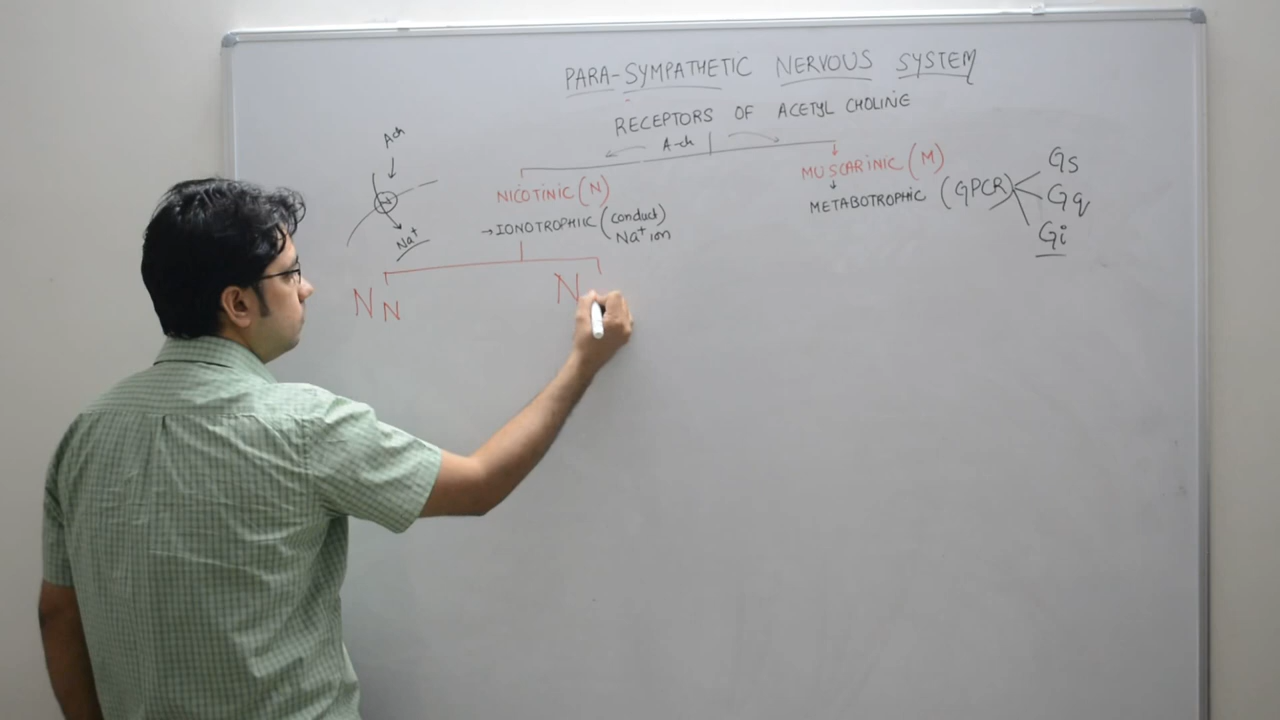 PARA-SYMPATHETIC NERVOUS SYSTEM
RECEPTORS OF ACETYL CHOLINE
A-ch
Ach
Na+
NICOTINIC (N)
→IONOTROPHIC (conduct)
Na+ ion
MUSCARINIC (M)
METABOTROPHIC (GPCR)
Gs
Gq
Gi
NN
N